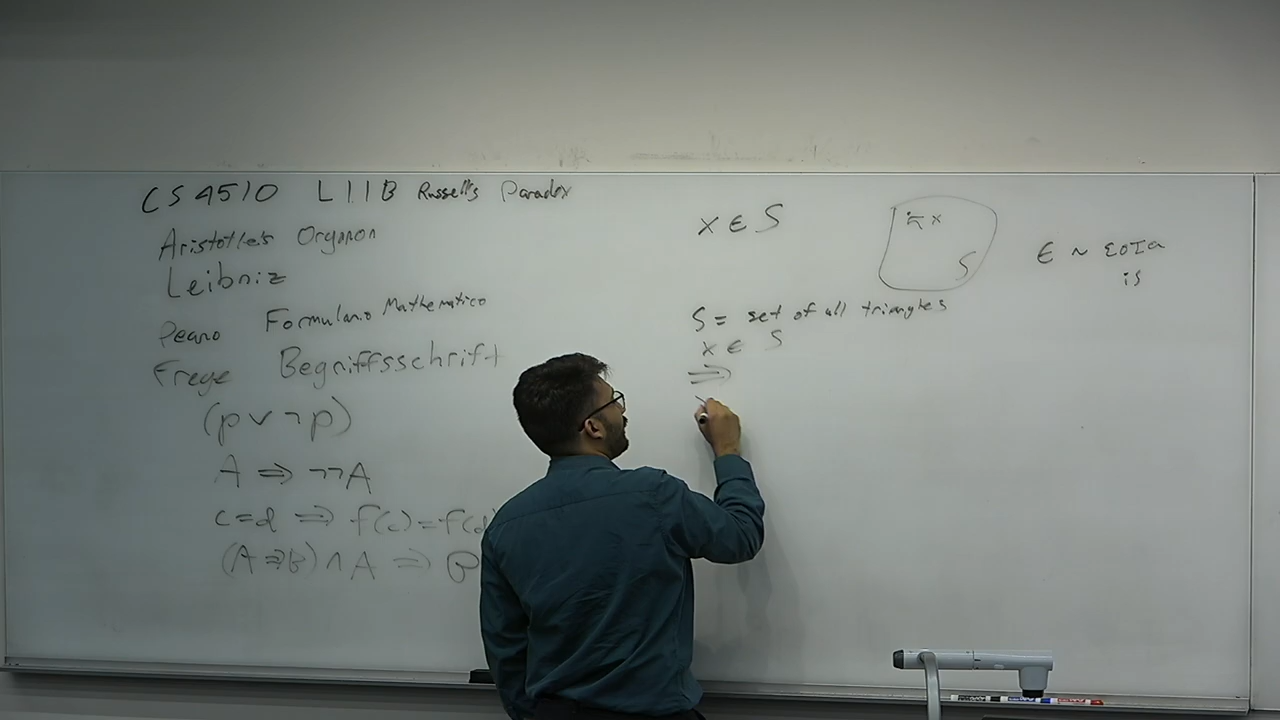 CS 4510 L11B Russell's Paradox
Aristotle's Organon
Leibniz
Peano Formulario Mathematico
Frege Begriffsschrift
(p ∨ ¬p)
A ⇒ ¬¬A
c=d ⇒ f(c)=f(d
(A⇒B)∧A ⇒ B
x ∈ S
x
S
∈ ~ εστι
is
S = set of all triangles
x ∈ S
⇒